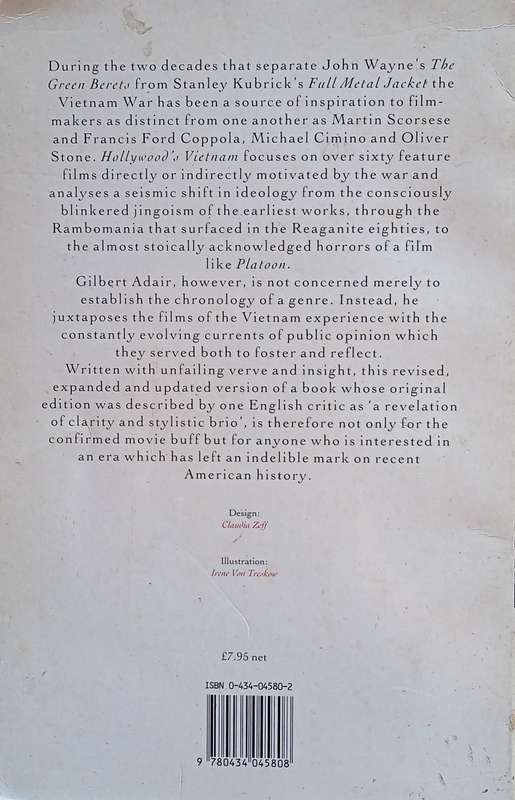 During the two decades that separate John Wayne's The
Green Berets from Stanley Kubrick's Full Metal Jacket the
Vietnam War has been a source of inspiration to film-
makers as distinct from one another as Martin Scorsese
and Francis Ford Coppola, Michael Cimino and Oliver
Stone. Hollywood's Vietnam focuses on over sixty feature
films directly or indirectly motivated by the war and
analyses a seismic shift in ideology from the consciously
blinkered jingoism of the earliest works, through the
Rambomania that surfaced in the Reaganite eighties, to
the almost stoically acknowledged horrors of a film
like Platoon.
Gilbert Adair, however, is not concerned merely to
establish the chronology of a genre. Instead, he
juxtaposes the films of the Vietnam experience with the
constantly evolving currents of public opinion which
they served both to foster and reflect.
Written with unfailing verve and insight, this revised,
expanded and updated version of a book whose original
edition was described by one English critic as 'a revelation
of clarity and stylistic brio', is therefore not only for the
confirmed movie buff but for anyone who is interested in
an era which has left an indelible mark on recent
American history.
Design:
Claudia Zeff
Illustration:
Irene Von Treskow
£7.95 net
ISBN 0-434-04580-2
9 780434 045808